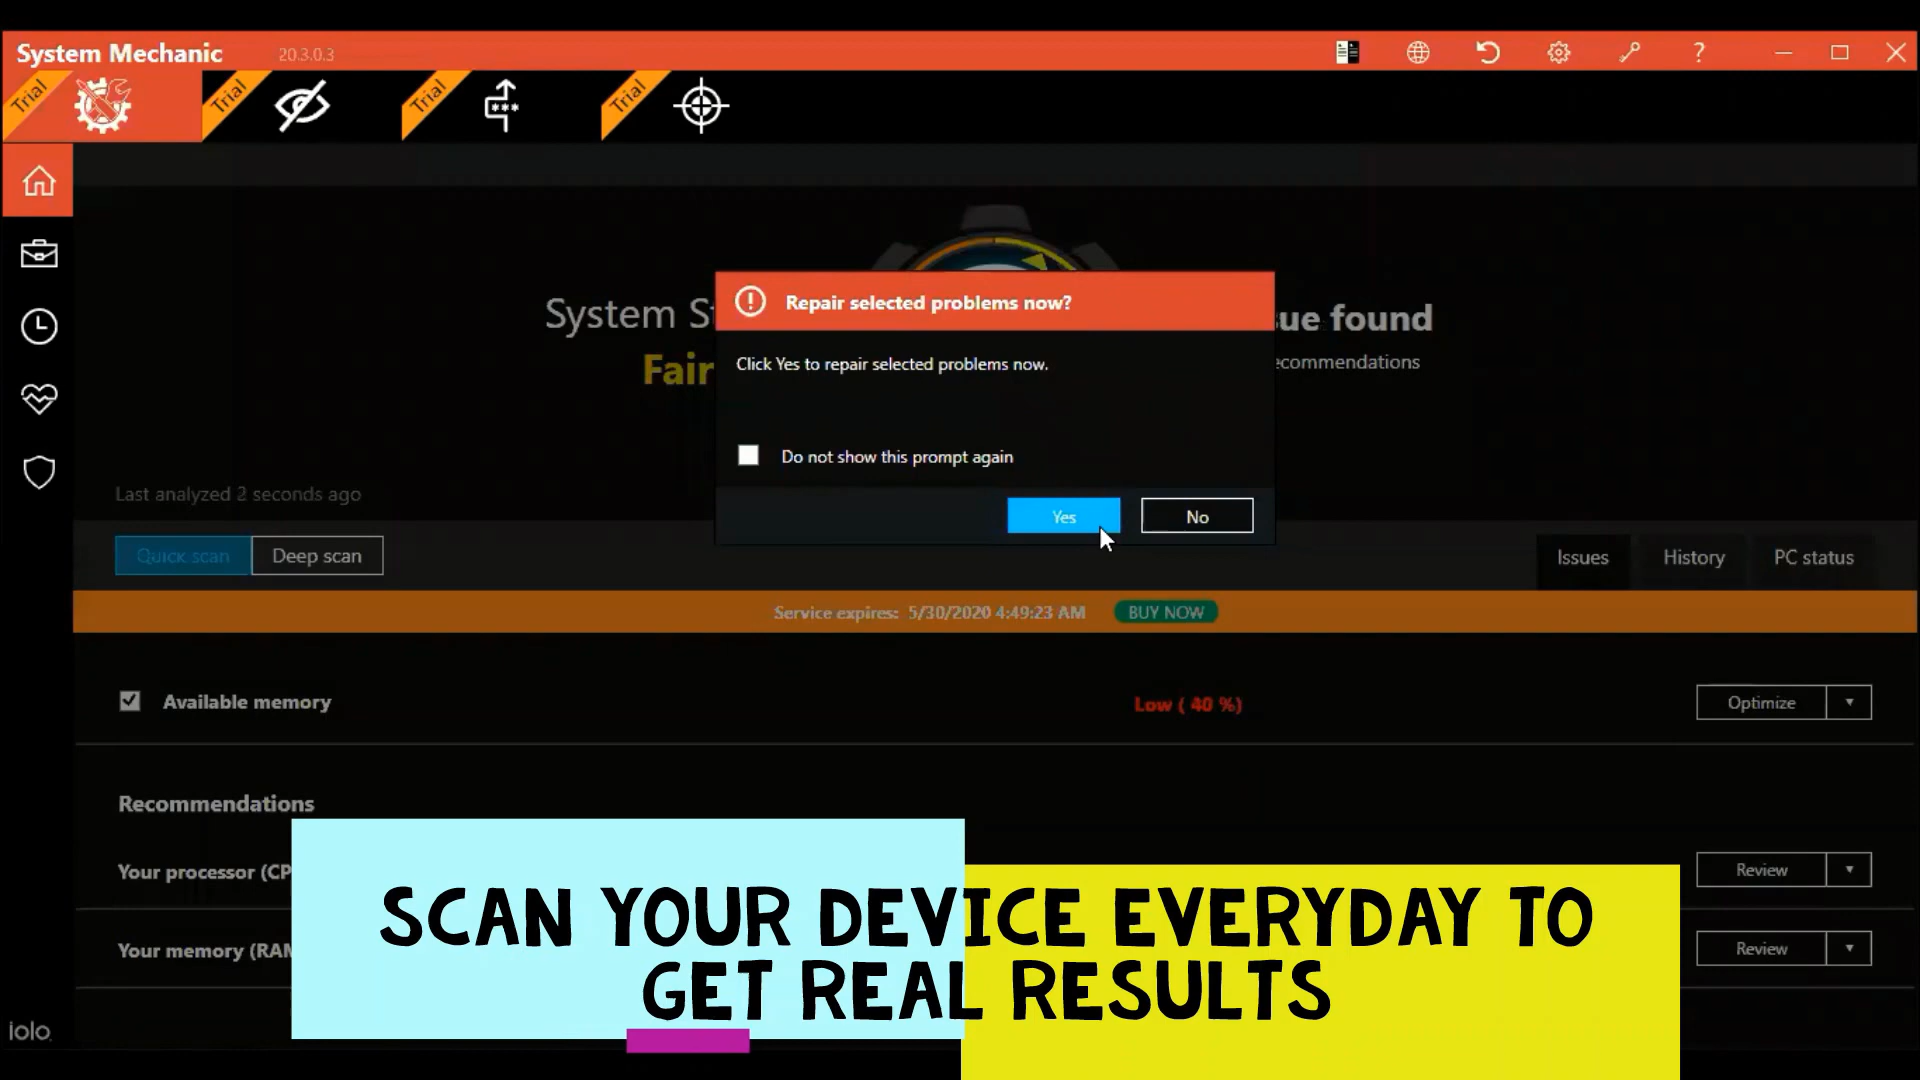 System Mechanic 20.3.0.3
Trial
Trial
Trial
Trial
Repair selected problems now?
System
ue found
Click Yes to repair selected problems now.
Fair
Do not show this prompt again
Last analyzed 2 seconds ago
Yes
No
Quick scan
Deep scan
Issues
History
PC status
Service expires: 5/30/2020 4:49:23 AM
BUY NOW
Available memory
Low ( 40 %)
Optimize
Recommendations
Your processor (CP
Review
Your memory (RAM
Review
SCAN YOUR DEVICE EVERYDAY TO
GET REAL RESULTS
iolo